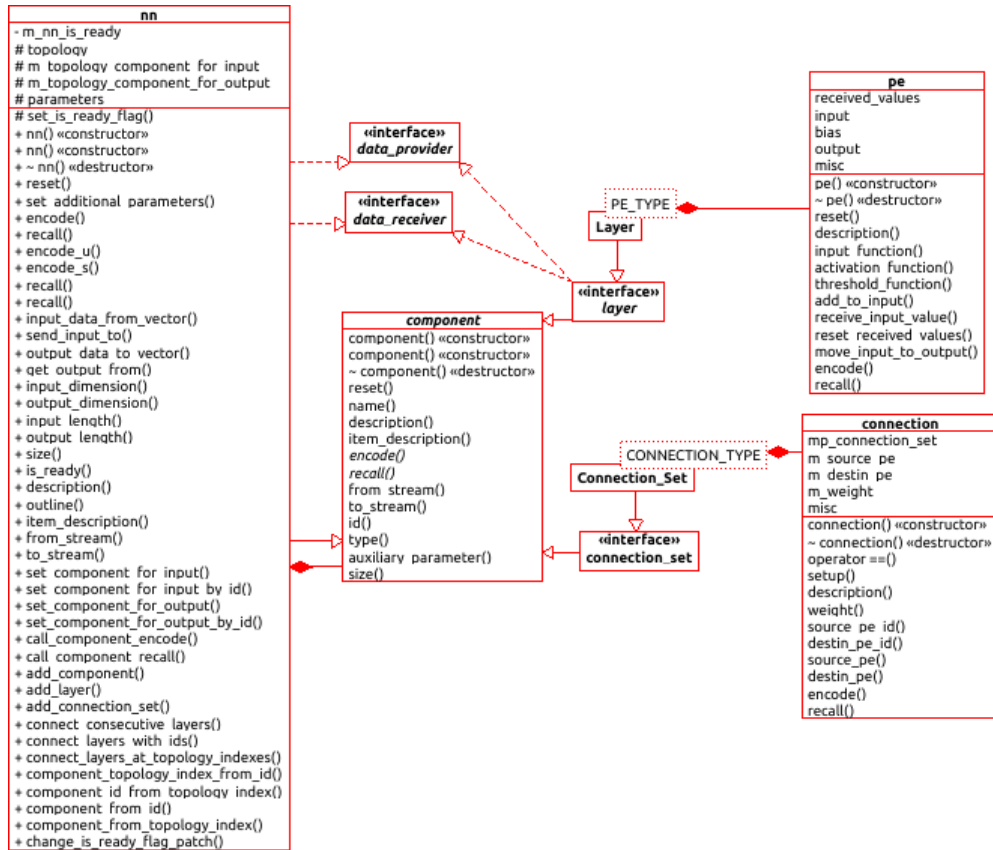 nn
- m_nn_is_ready
# topology
# m_topology_component_for_input
# m_topology_component_for_output
# parameters
# set_is_ready_flag()
+ nn() «constructor»
+ nn() «constructor»
+ ~ nn() «destructor»
+ reset()
+ set_additional_parameters()
+ encode()
+ recall()
+ encode_u()
+ encode_s()
+ recall()
+ recall()
+ input_data_from_vector()
+ send_input_to()
+ output_data_to_vector()
+ get_output_from()
+ input_dimension()
+ output_dimension()
+ input_length()
+ output_length()
+ size()
+ is_ready()
+ description()
+ outline()
+ item_description()
+ from_stream()
+ to_stream()
+ set_component_for_input()
+ set_component_for_input_by_id()
+ set_component_for_output()
+ set_component_for_output_by_id()
+ call_component_encode()
+ call_component_recall()
+ add_component()
+ add_layer()
+ add_connection_set()
+ connect_consecutive_layers()
+ connect_layers_with_ids()
+ connect_layers_at_topology_indexes()
+ component_topology_index_from_id()
+ component_id_from_topology_index()
+ component_from_id()
+ component_from_topology_index()
+ change_is_ready_flag_patch()
«interface»
data_provider
«interface»
data_receiver
PE_TYPE
Layer
«interface»
layer
component
component() «constructor»
component() «constructor»
~ component() «destructor»
reset()
name()
description()
item_description()
encode()
recall()
from_stream()
to_stream()
id()
type()
auxiliary_parameter()
size()
CONNECTION_TYPE
Connection_Set
«interface»
connection_set
pe
received_values
input
bias
output
misc
pe() «constructor»
~ pe() «destructor»
reset()
description()
input_function()
activation_function()
threshold_function()
add_to_input()
receive_input_value()
reset_received_values()
move_input_to_output()
encode()
recall()
connection
mp_connection_set
m_source_pe
m_destin_pe
m_weight
misc
connection() «constructor»
~ connection() «destructor»
operator ==()
setup()
description()
weight()
source_pe_id()
destin_pe_id()
source_pe()
destin_pe()
encode()
recall()